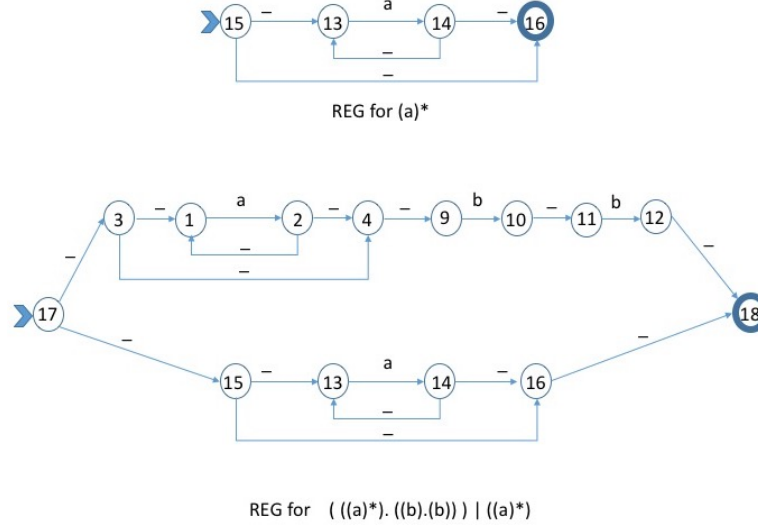 – a –
15 13 14 16
–
–
REG for (a)*
– a – – b – b
3 1 2 4 9 10 11 12
–
–
– –
17 18
– –
– a –
15 13 14 16
–
–
REG for ( ((a)*). ((b).(b)) ) | ((a)*)